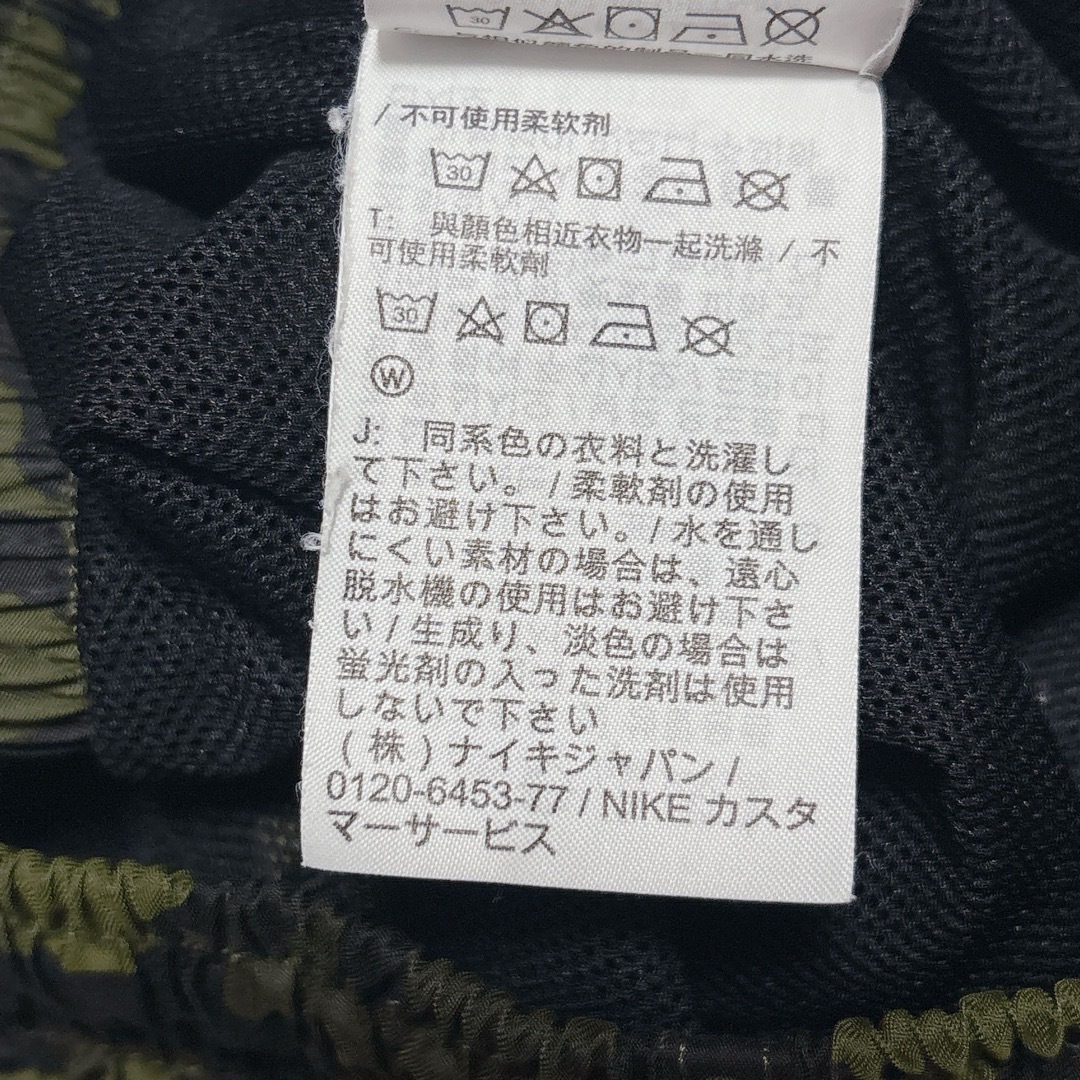 30
/ 不可使用柔软剂
30
T: 與顏色相近衣物一起洗滌 / 不
可使用柔軟劑
30
W
J: 同系色の衣料と洗濯し
て下さい。 / 柔軟剤の使用
はお避け下さい。/ 水を通し
にくい素材の場合は、遠心
脱水機の使用はお避け下さ
い / 生成り、淡色の場合は
蛍光剤の入った洗剤は使用
しないで下さい
( 株 ) ナイキジャパン /
0120-6453-77 / NIKE カスタ
マーサービス